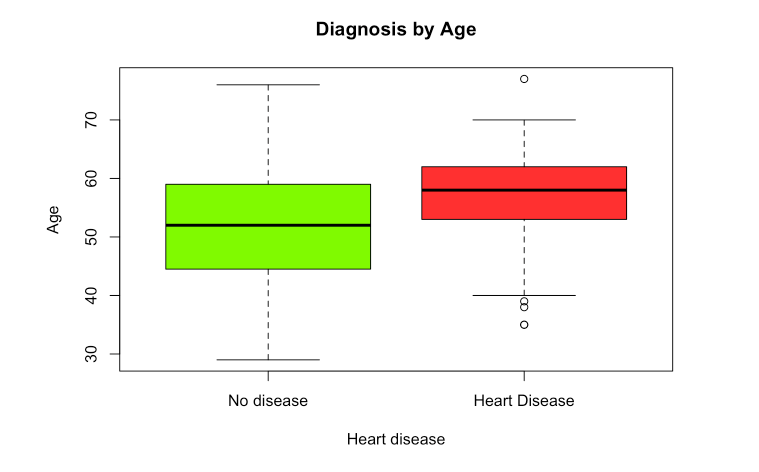 Diagnosis by Age
Age
70
60
50
40
30
No disease
Heart Disease
Heart disease